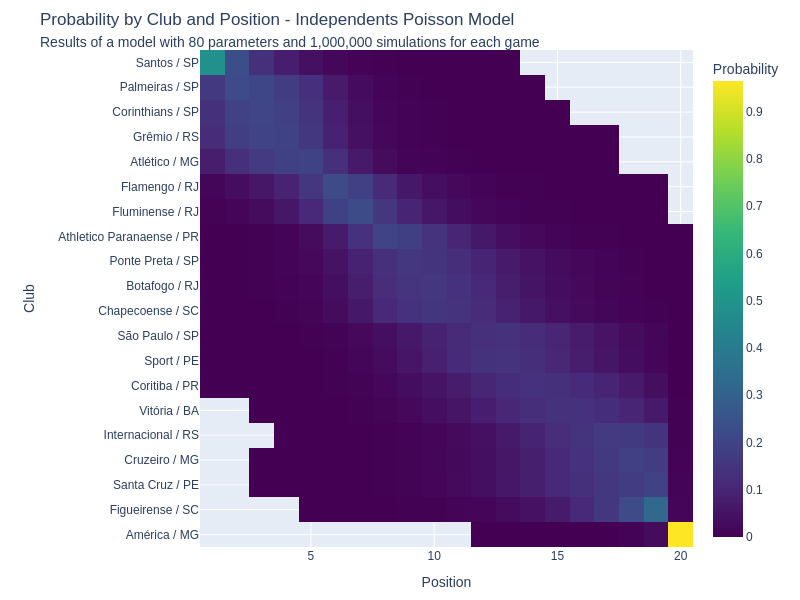 Probability by Club and Position - Independents Poisson Model
Results of a model with 80 parameters and 1,000,000 simulations for each game
Probability
Club
Santos / SP
Palmeiras / SP
Corinthians / SP
Grêmio / RS
Atlético / MG
Flamengo / RJ
Fluminense / RJ
Athletico Paranaense / PR
Ponte Preta / SP
Botafogo / RJ
Chapecoense / SC
São Paulo / SP
Sport / PE
Coritiba / PR
Vitória / BA
Internacional / RS
Cruzeiro / MG
Santa Cruz / PE
Figueirense / SC
América / MG
5
10
15
20
Position
0.9
0.8
0.7
0.6
0.5
0.4
0.3
0.2
0.1
0